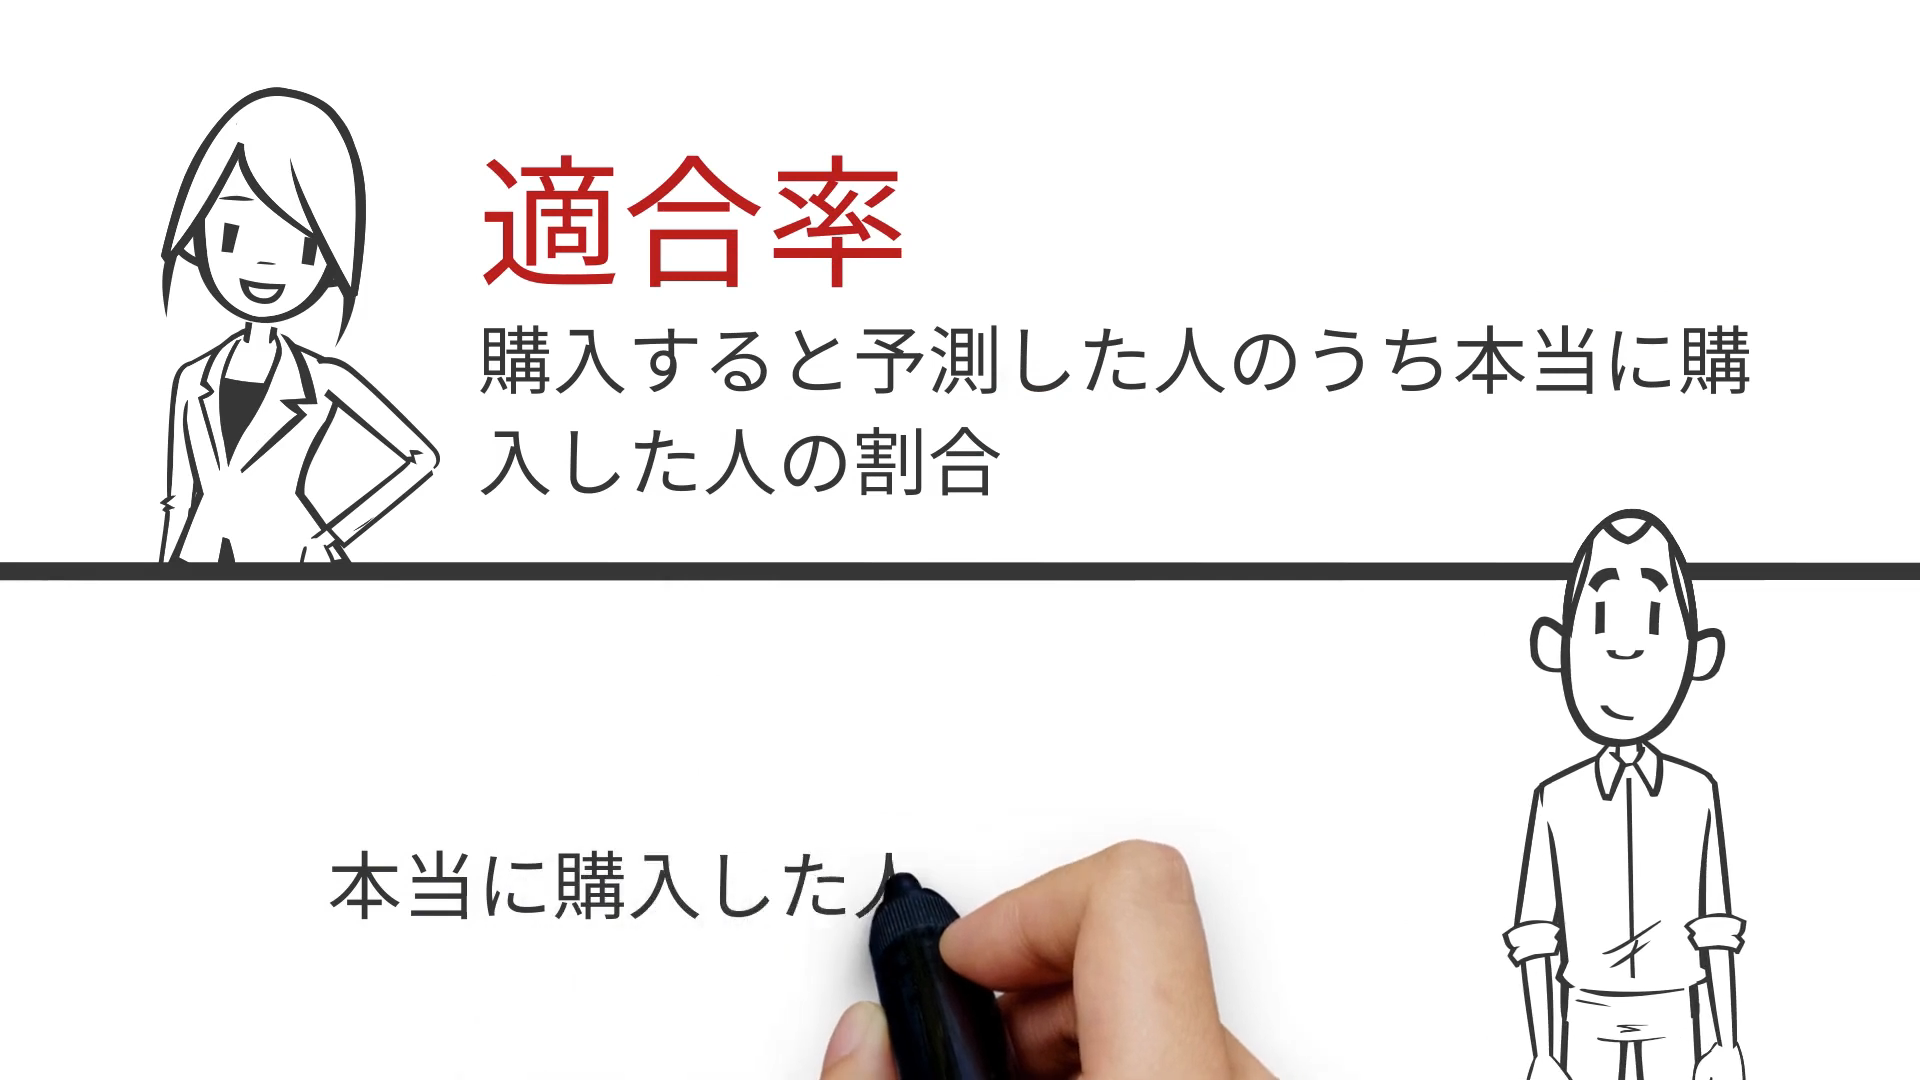 適合率
購入すると予測した人のうち本当に購
入した人の割合
本当に購入した人